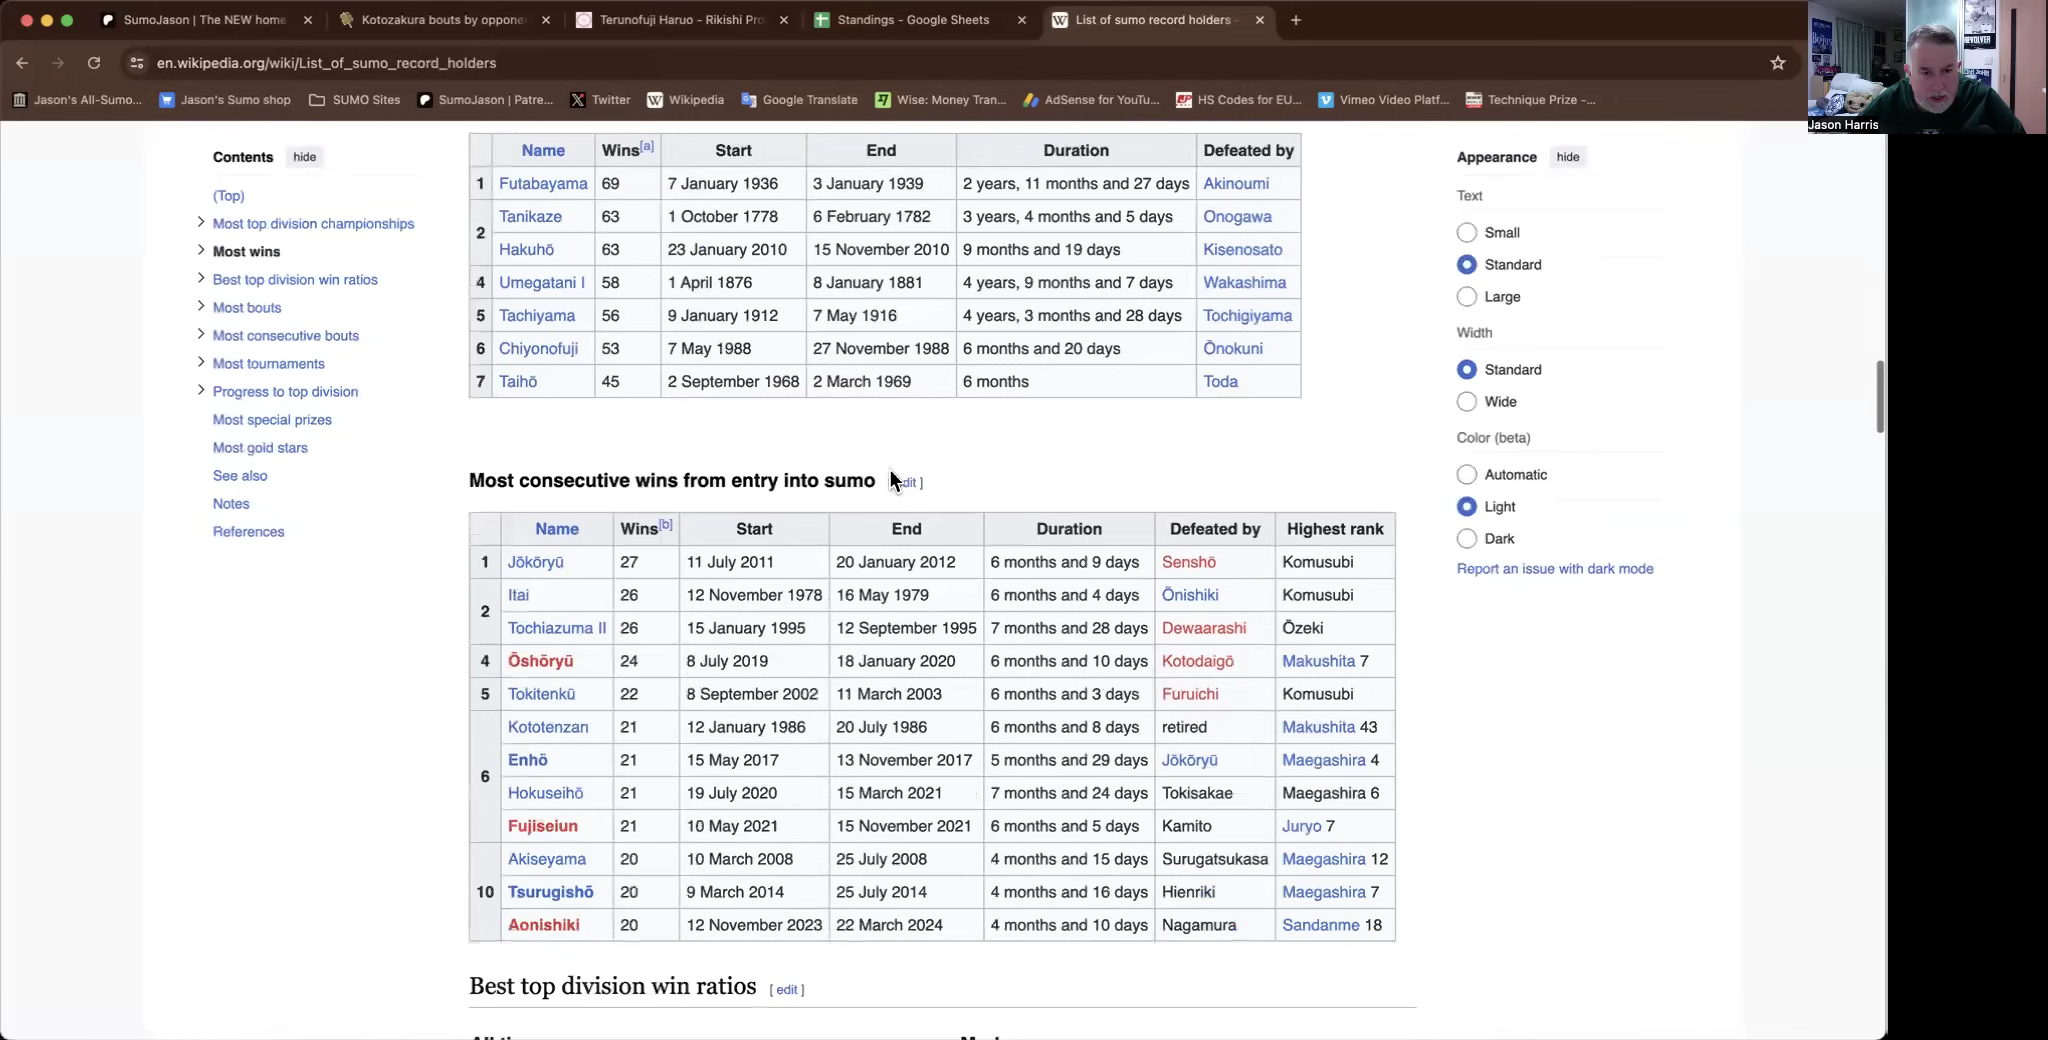 SumoJason | The NEW home
Kotozakura bouts by oppone
Terunofuji Haruo - Rikishi Pro
Standings - Google Sheets
List of sumo record holders -
en.wikipedia.org/wiki/List_of_sumo_record_holders
Jason's All-Sumo... Jason's Sumo shop SUMO Sites SumoJason | Patre... Twitter Wikipedia Google Translate Wise: Money Tran... AdSense for YouTu... HS Codes for EU... Vimeo Video Platf... Technique Prize -...
REVOLVER
Jason Harris
Contents hide
(Top)
Most top division championships
Most wins
Best top division win ratios
Most bouts
Most consecutive bouts
Most tournaments
Progress to top division
Most special prizes
Most gold stars
See also
Notes
References
Name Wins[a] Start End Duration Defeated by
1 Futabayama 69 7 January 1936 3 January 1939 2 years, 11 months and 27 days Akinoumi
2 Tanikaze 63 1 October 1778 6 February 1782 3 years, 4 months and 5 days Onogawa
Hakuhō 63 23 January 2010 15 November 2010 9 months and 19 days Kisenosato
4 Umegatani I 58 1 April 1876 8 January 1881 4 years, 9 months and 7 days Wakashima
5 Tachiyama 56 9 January 1912 7 May 1916 4 years, 3 months and 28 days Tochigiyama
6 Chiyonofuji 53 7 May 1988 27 November 1988 6 months and 20 days Ōnokuni
7 Taihō 45 2 September 1968 2 March 1969 6 months Toda
Most consecutive wins from entry into sumo dit ]
Name Wins[b] Start End Duration Defeated by Highest rank
1 Jōkōryū 27 11 July 2011 20 January 2012 6 months and 9 days Senshō Komusubi
2 Itai 26 12 November 1978 16 May 1979 6 months and 4 days Ōnishiki Komusubi
Tochiazuma II 26 15 January 1995 12 September 1995 7 months and 28 days Dewaarashi Ōzeki
4 Ōshōryū 24 8 July 2019 18 January 2020 6 months and 10 days Kotodaigō Makushita 7
5 Tokitenkū 22 8 September 2002 11 March 2003 6 months and 3 days Furuichi Komusubi
6 Kototenzan 21 12 January 1986 20 July 1986 6 months and 8 days retired Makushita 43
Enhō 21 15 May 2017 13 November 2017 5 months and 29 days Jōkōryū Maegashira 4
Hokuseihō 21 19 July 2020 15 March 2021 7 months and 24 days Tokisakae Maegashira 6
Fujiseiun 21 10 May 2021 15 November 2021 6 months and 5 days Kamito Juryo 7
10 Akiseyama 20 10 March 2008 25 July 2008 4 months and 15 days Surugatsukasa Maegashira 12
Tsurugishō 20 9 March 2014 25 July 2014 4 months and 16 days Hienriki Maegashira 7
Aonishiki 20 12 November 2023 22 March 2024 4 months and 10 days Nagamura Sandanme 18
Best top division win ratios [ edit ]
Appearance hide
Text
Small
Standard
Large
Width
Standard
Wide
Color (beta)
Automatic
Light
Dark
Report an issue with dark mode